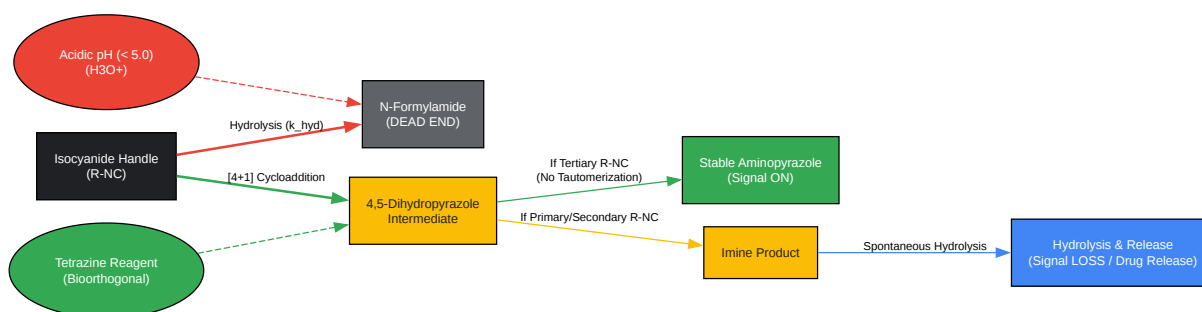 Acidic pH (< 5.0)
(H3O+)
N-Formylamide
(DEAD END)
Hydrolysis (k_hyd)
Isocyanide Handle
(R-NC)
[4+1] Cycloaddition
If Tertiary R-NC
(No Tautomerization)
Stable Aminopyrazole
(Signal ON)
4,5-Dihydropyrazole
Intermediate
If Primary/Secondary R-NC
Imine Product
Spontaneous Hydrolysis
Hydrolysis & Release
(Signal LOSS / Drug Release)
Tetrazine Reagent
(Bioorthogonal)